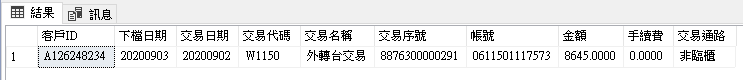 結果 訊息
客戶ID 下檔日期 交易日期 交易代碼 交易名稱 交易序號 帳號 金額 手續費 交易通路
1 A126248234 20200903 20200902 W1150 外轉台交易 8876300000291 0611501117573 8645.0000 0.0000 非臨櫃